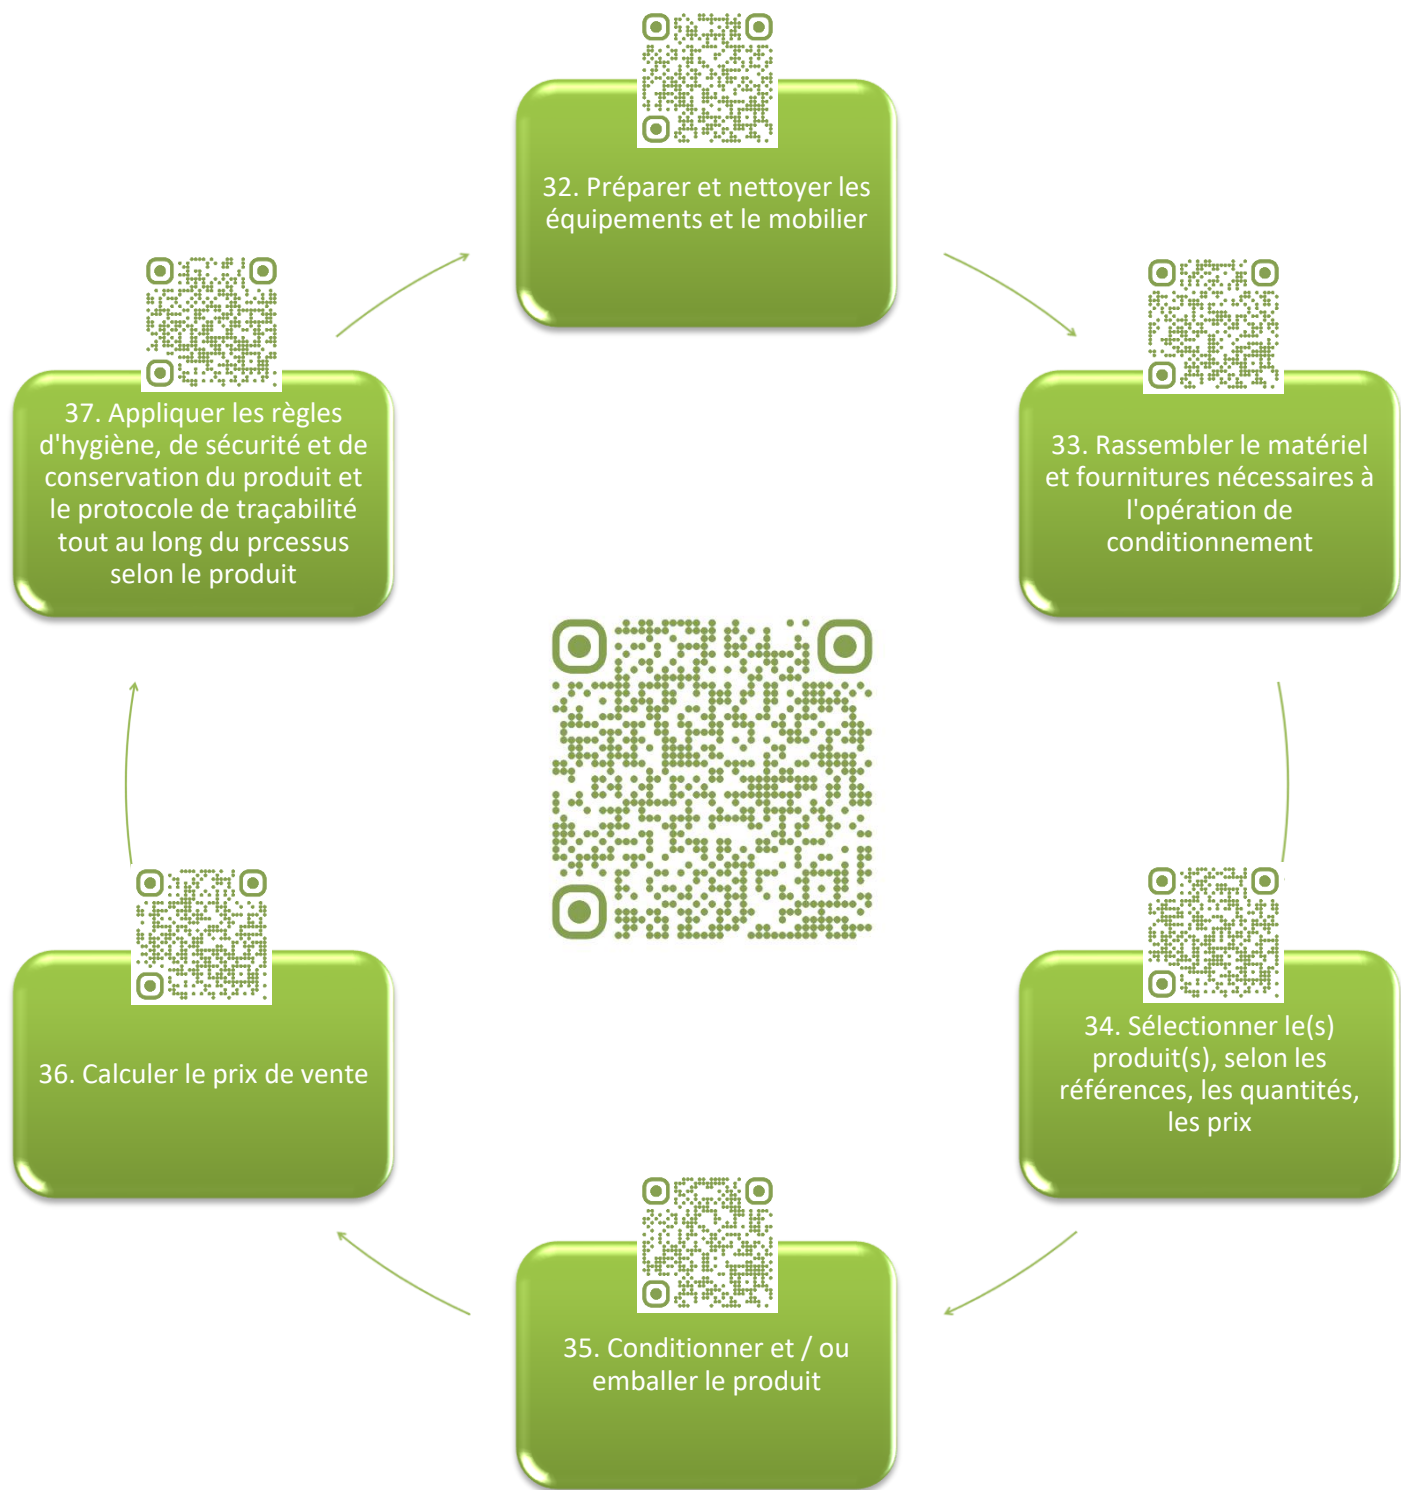 32. Préparer et nettoyer les
équipements et le mobilier
33. Rassembler le matériel
et fournitures nécessaires à
l'opération de
conditionnement
34. Sélectionner le(s)
produit(s), selon les
références, les quantités,
les prix
35. Conditionner et / ou
emballer le produit
36. Calculer le prix de vente
37. Appliquer les règles
d'hygiène, de sécurité et de
conservation du produit et
le protocole de traçabilité
tout au long du prcessus
selon le produit